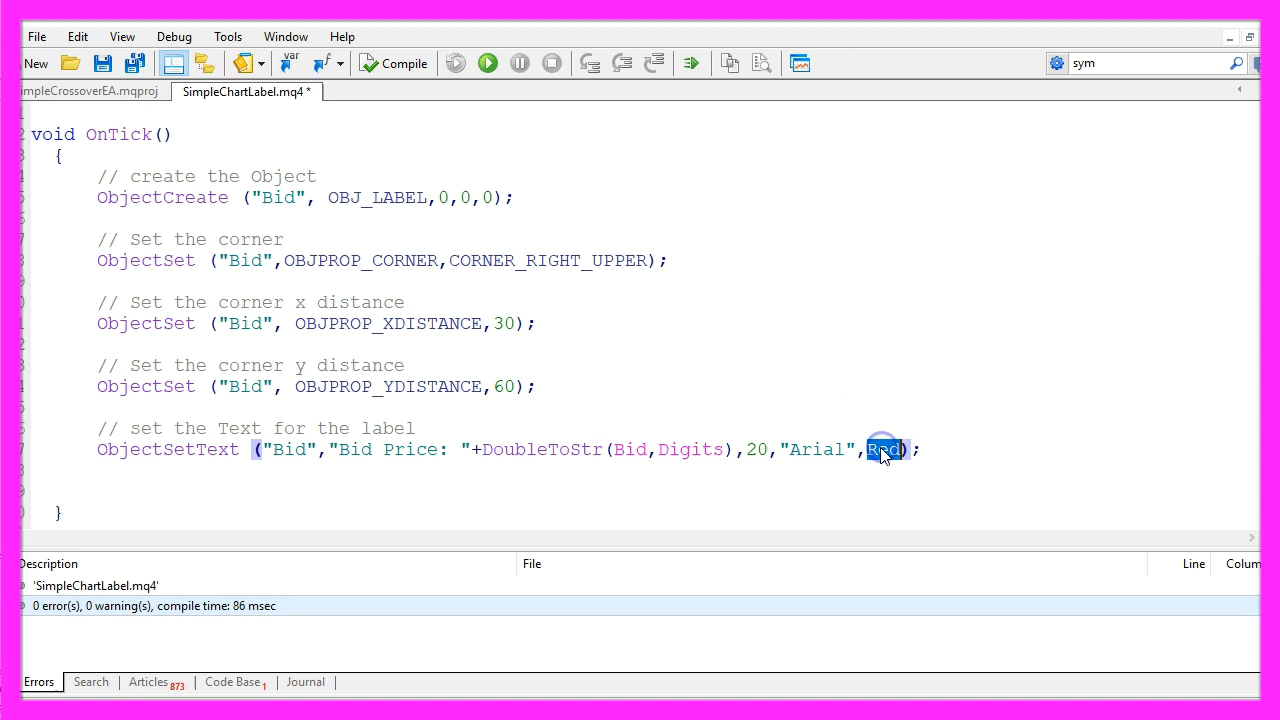 File Edit View Debug Tools Window Help
New Compile sym
impleCrossoverEA.mqproj SimpleChartLabel.mq4 *
void OnTick()
{
// create the Object
ObjectCreate ("Bid", OBJ_LABEL,0,0,0);
// Set the corner
ObjectSet ("Bid",OBJPROP_CORNER,CORNER_RIGHT_UPPER);
// Set the corner x distance
ObjectSet ("Bid", OBJPROP_XDISTANCE,30);
// Set the corner y distance
ObjectSet ("Bid", OBJPROP_YDISTANCE,60);
// set the Text for the label
ObjectSetText ("Bid","Bid Price: "+DoubleToStr(Bid,Digits),20,"Arial",Red);
}
Description File Line Colum
'SimpleChartLabel.mq4'
0 error(s), 0 warning(s), compile time: 86 msec
Errors Search Articles 873 Code Base 1 Journal